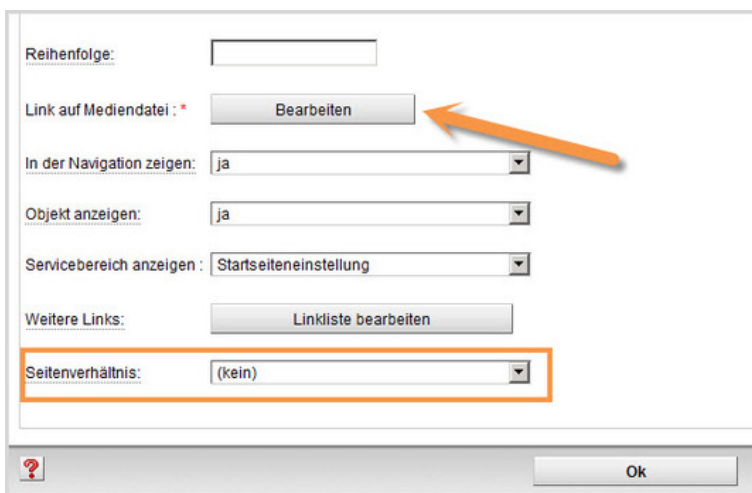 Reihenfolge:
Link auf Mediendatei : * Bearbeiten
In der Navigation zeigen: ja
Objekt anzeigen: ja
Servicebereich anzeigen : Startseiteneinstellung
Weitere Links: Linkliste bearbeiten
Seitenverhältnis: (kein)
? Ok